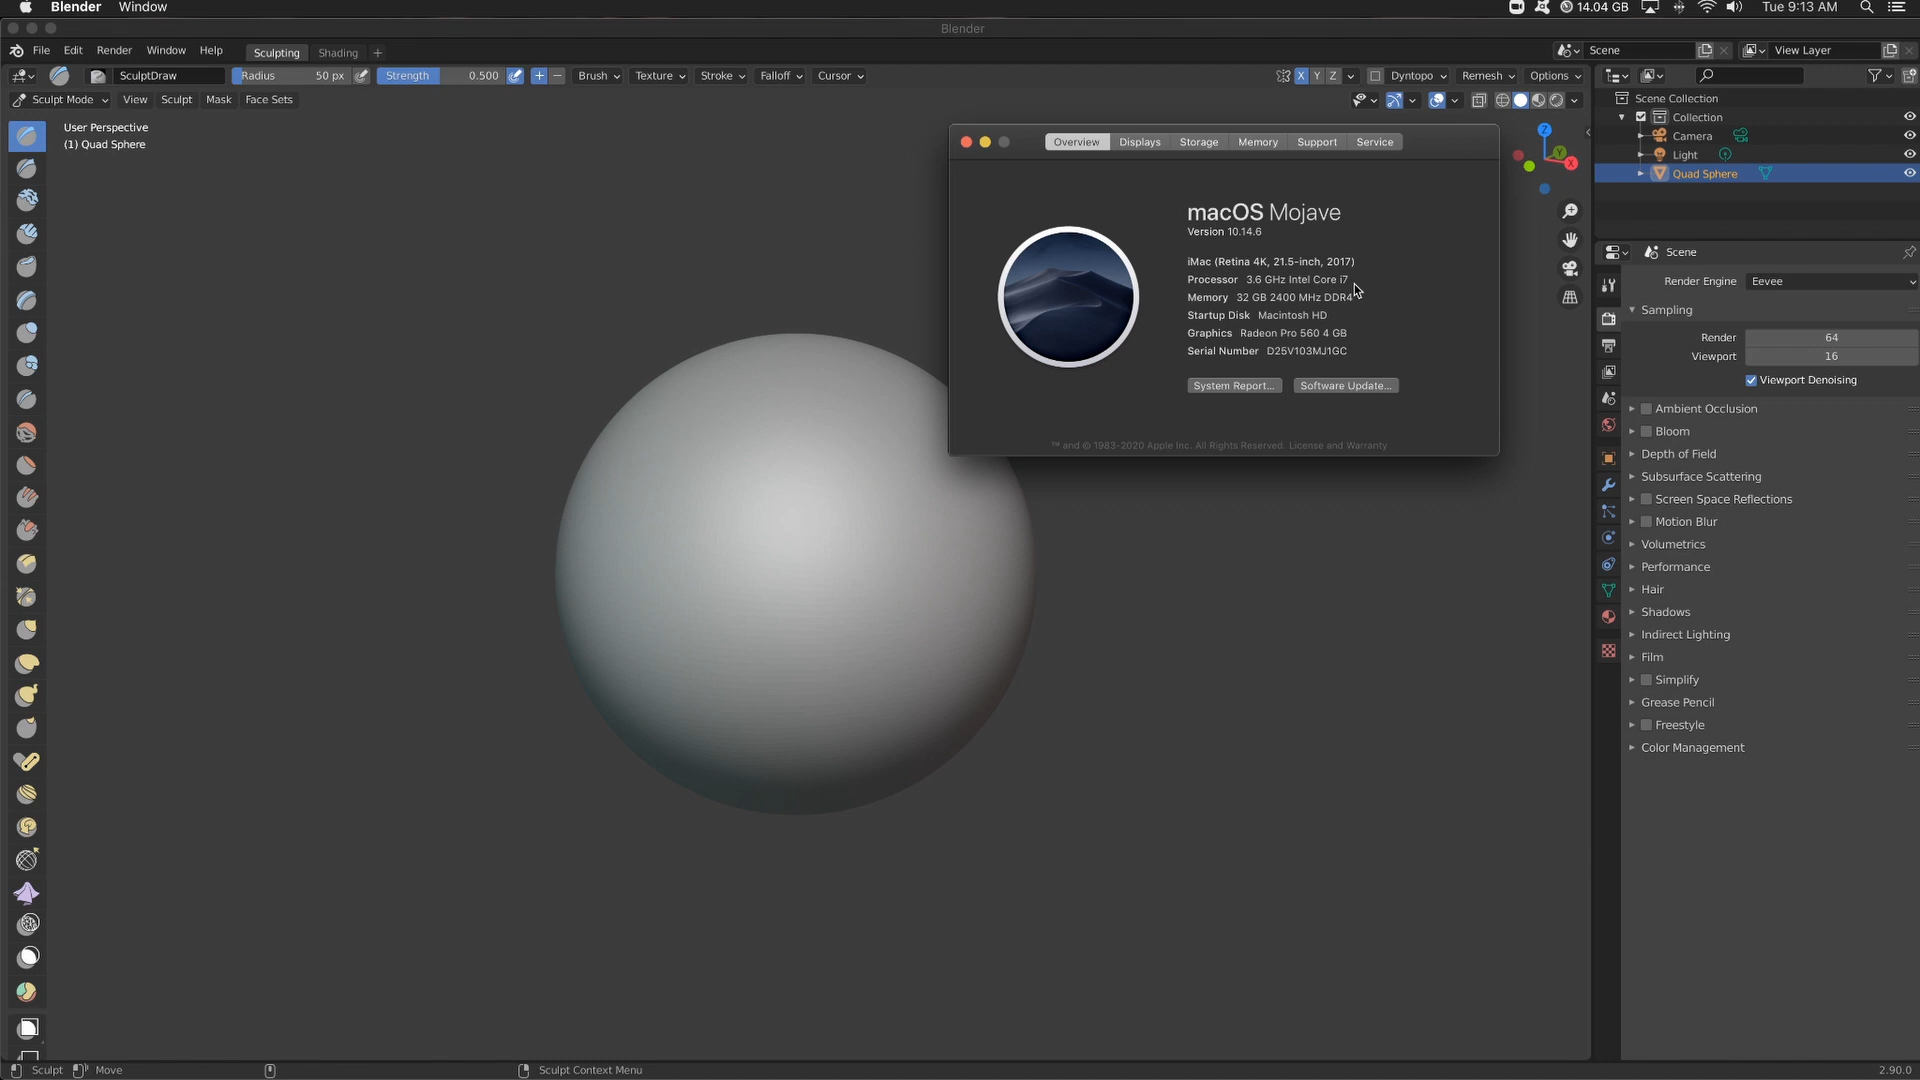 Blender Window 14.04 GB Tue 9:13 AM
Blender
File Edit Render Window Help Sculpting Shading + Scene View Layer
SculptDraw Radius 50 px Strength 0.500 Brush Texture Stroke Falloff Cursor X Y Z Dyntopo Remesh Options
Sculpt Mode View Sculpt Mask Face Sets
User Perspective
(1) Quad Sphere
Overview Displays Storage Memory Support Service
macOS Mojave
Version 10.14.6
iMac (Retina 4K, 21.5-inch, 2017)
Processor 3.6 GHz Intel Core i7
Memory 32 GB 2400 MHz DDR4
Startup Disk Macintosh HD
Graphics Radeon Pro 560 4 GB
Serial Number D25V103MJ1GC
System Report... Software Update...
™ and © 1983-2020 Apple Inc. All Rights Reserved. License and Warranty
Z
Y
X
Scene Collection
Collection
Camera
Light
Quad Sphere
Scene
Render Engine Eevee
Sampling
Render 64
Viewport 16
Viewport Denoising
Ambient Occlusion
Bloom
Depth of Field
Subsurface Scattering
Screen Space Reflections
Motion Blur
Volumetrics
Performance
Hair
Shadows
Indirect Lighting
Film
Simplify
Grease Pencil
Freestyle
Color Management
Sculpt Move Sculpt Context Menu 2.90.0